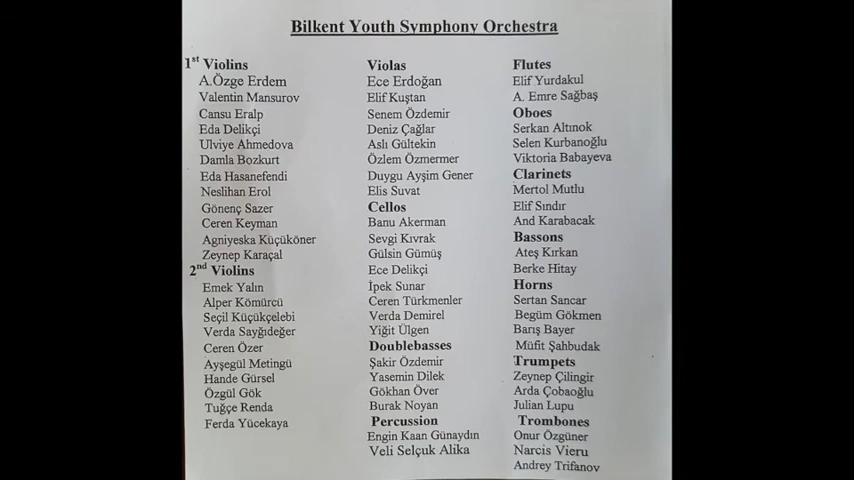 Bilkent Youth Symphony Orchestra
1st Violins
A.Özge Erdem
Valentin Mansurov
Cansu Eralp
Eda Delikçi
Ulviye Ahmedova
Damla Bozkurt
Eda Hasanefendi
Neslihan Erol
Gönenç Sazer
Ceren Keyman
Agniyeska Küçüköner
Zeynep Karaçal
2nd Violins
Emek Yalın
Alper Kömürcü
Seçil Küçükçelebi
Verda Sayğıdeğer
Ceren Özer
Ayşegül Metingü
Hande Gürsel
Özgül Gök
Tuğçe Renda
Ferda Yücekaya
Violas
Ece Erdoğan
Elif Kuştan
Senem Özdemir
Deniz Çağlar
Aslı Gültekin
Özlem Özmermer
Duygu Ayşim Gener
Elis Suvat
Cellos
Banu Akerman
Sevgi Kıvrak
Gülsin Gümüş
Ece Delikçi
İpek Sunar
Ceren Türkmenler
Verda Demirel
Yiğit Ülgen
Doublebasses
Şakir Özdemir
Yasemin Dilek
Gökhan Över
Burak Noyan
Percussion
Engin Kaan Günaydın
Veli Selçuk Alika
Flutes
Elif Yurdakul
A. Emre Sağbaş
Oboes
Serkan Altınok
Selen Kurbanoğlu
Viktoria Babayeva
Clarinets
Mertol Mutlu
Elif Sındır
And Karabacak
Bassons
Ateş Kırkan
Berke Hitay
Horns
Sertan Sancar
Begüm Gökmen
Barış Bayer
Müfit Şahbudak
Trumpets
Zeynep Çilingir
Arda Çobaoğlu
Julian Lupu
Trombones
Onur Özgüner
Narcis Vieru
Andrey Trifanov